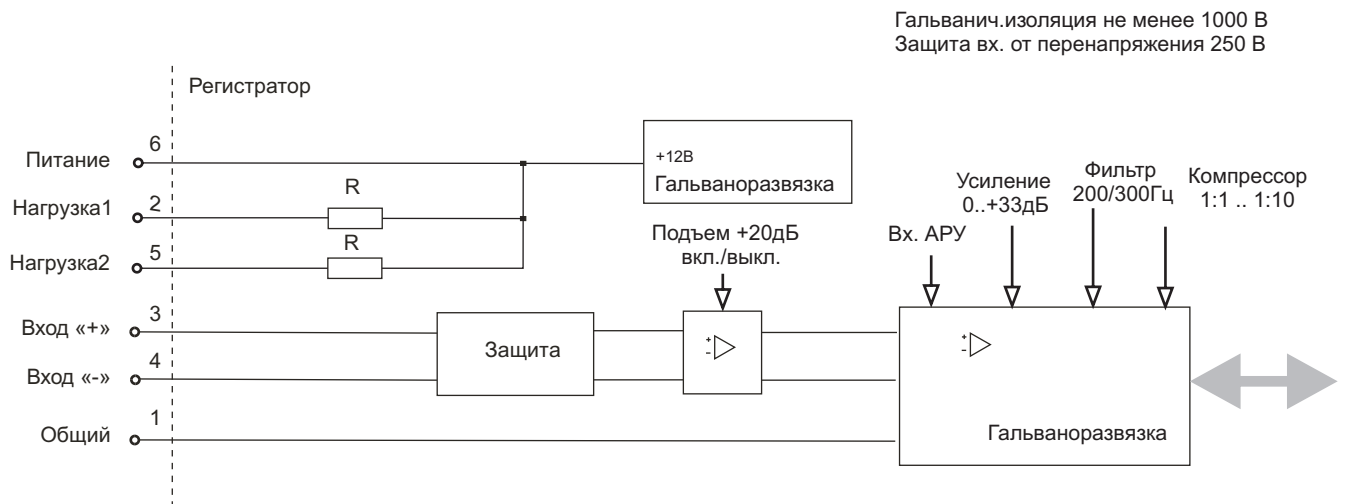 Гальванич.изоляция не менее 1000 В
Защита вх. от перенапряжения 250 В
Регистратор
Питание
6
+12В
Гальваноразвязка
Нагрузка1
2
R
Нагрузка2
5
R
Подъем +20дБ
вкл./выкл.
Вх. АРУ
Усиление
0..+33дБ
Фильтр
200/300Гц
Компрессор
1:1 .. 1:10
Вход «+»
3
Вход «-»
4
Защита
+
-
+
-
Общий
1
Гальваноразвязка